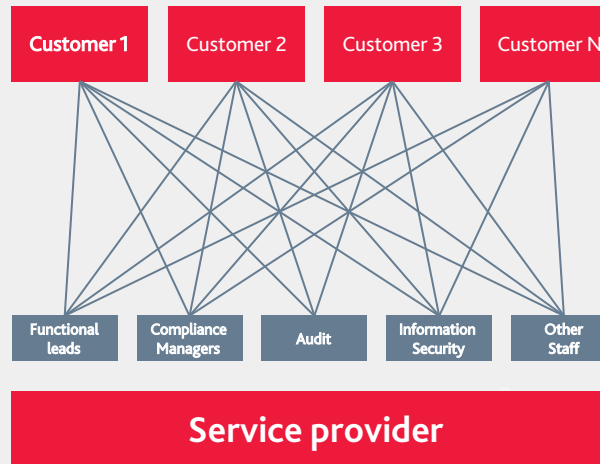 Customer 1
Customer 2
Customer 3
Customer N
Functional
leads
Compliance
Managers
Audit
Information
Security
Other
Staff
Service provider